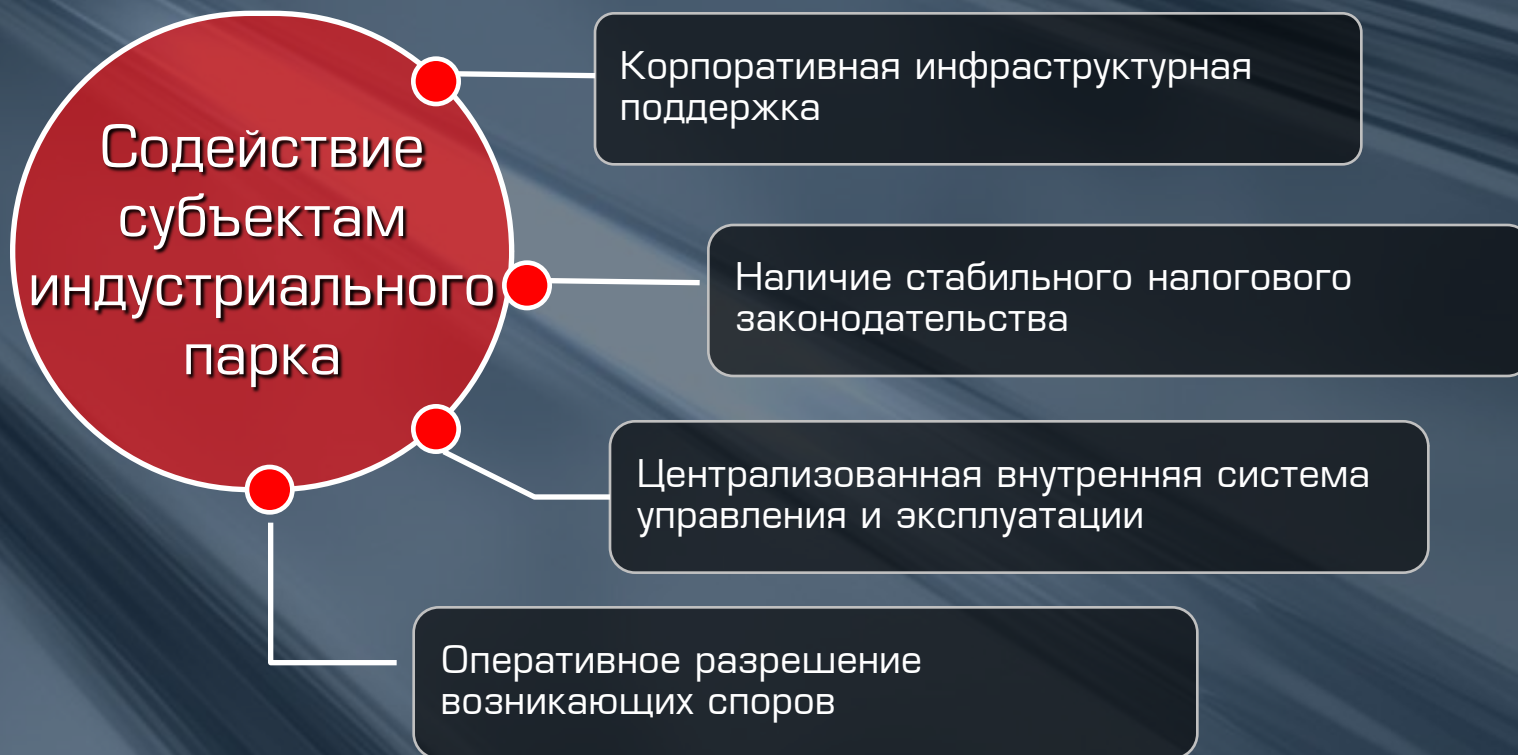 Содействие
субъектам
индустриального
парка
Корпоративная инфраструктурная
поддержка
Наличие стабильного налогового
законодательства
Централизованная внутренняя система
управления и эксплуатации
Оперативное разрешение
возникающих споров